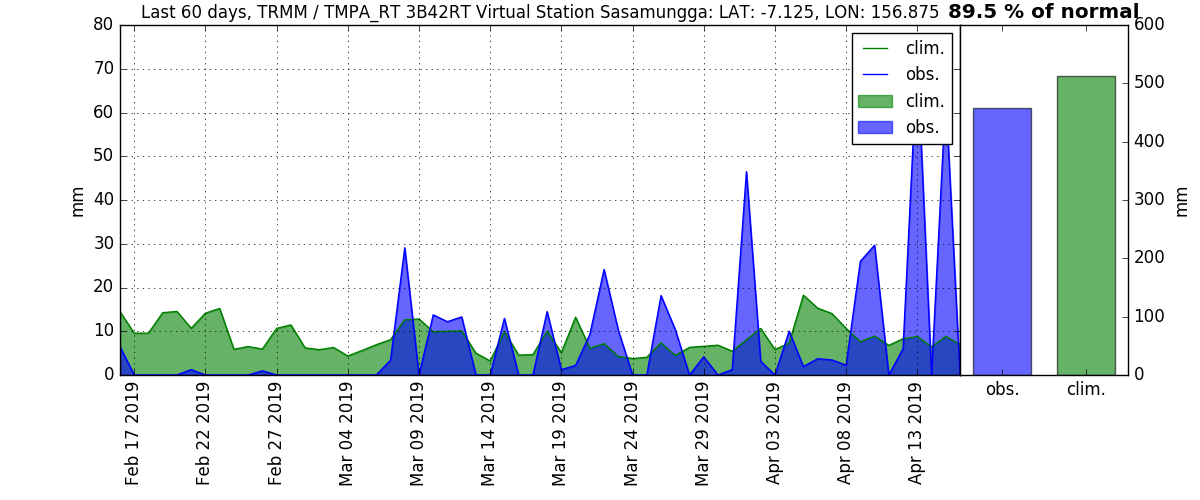 Last 60 days, TRMM / TMPA_RT 3B42RT Virtual Station Sasamungga: LAT: -7.125, LON: 156.875 89.5 % of normal
80
70
60
50
40
30
20
10
0
mm
clim.
obs.
clim.
obs.
600
500
400
300
200
100
0
mm
obs.
clim.
Feb 17 2019
Feb 22 2019
Feb 27 2019
Mar 04 2019
Mar 09 2019
Mar 14 2019
Mar 19 2019
Mar 24 2019
Mar 29 2019
Apr 03 2019
Apr 08 2019
Apr 13 2019